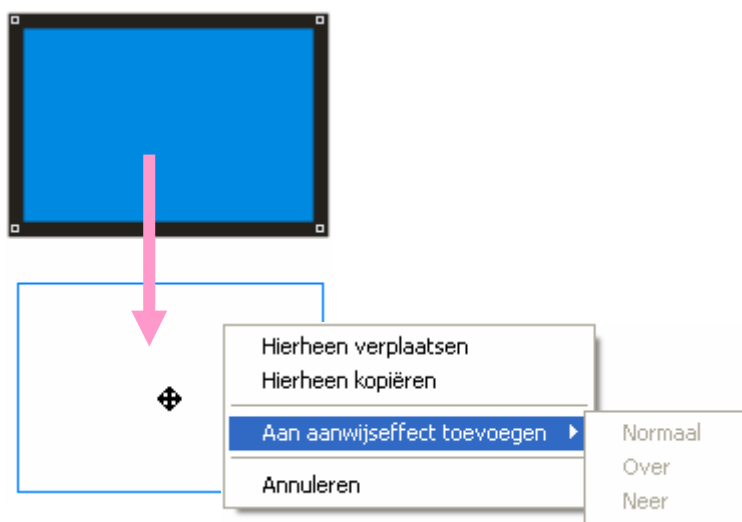 Hierheen verplaatsen
Hierheen kopiëren
Aan aanwijseffect toevoegen
Normaal
Over
Annuleren
Neer